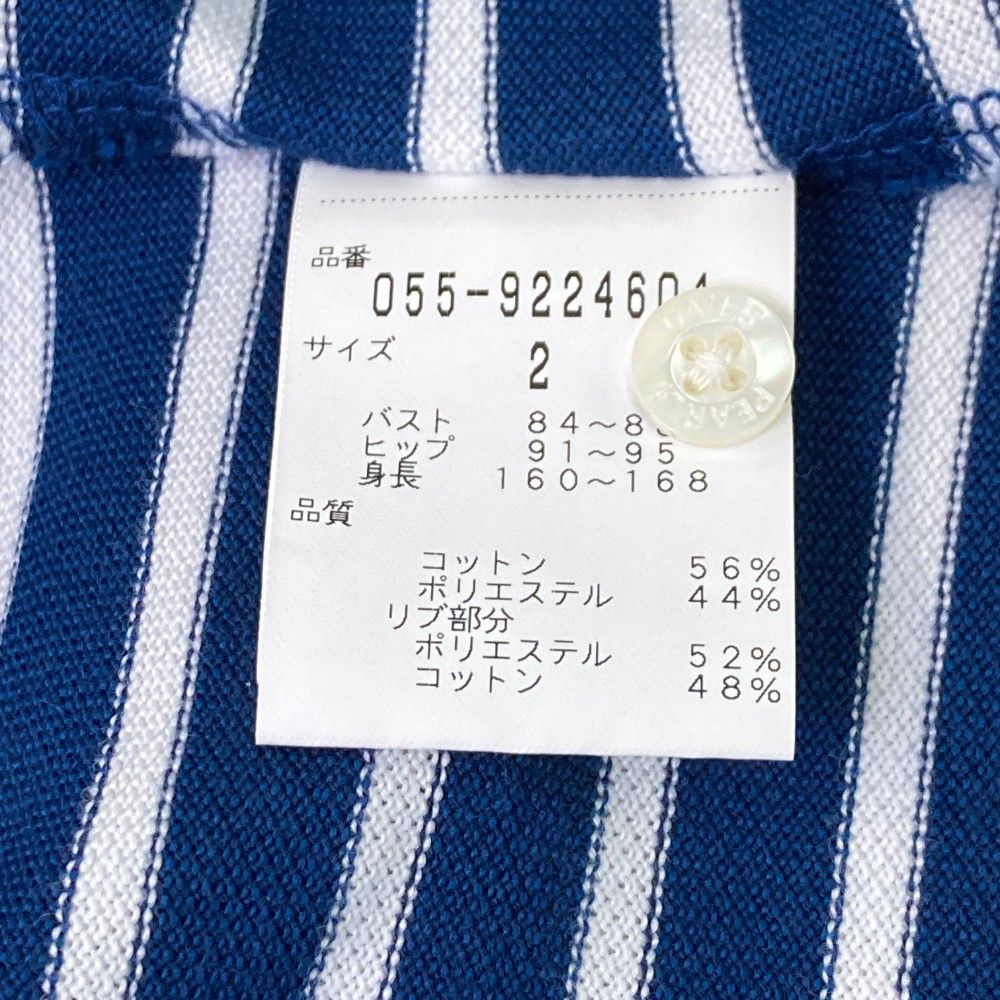 品番
055-922460
サイズ 2
バスト 84～8
ヒップ 91～95
身長 160～168
品質
コットン 56%
ポリエステル 44%
リブ部分
ポリエステル 52%
コットン 48%
PEARLY